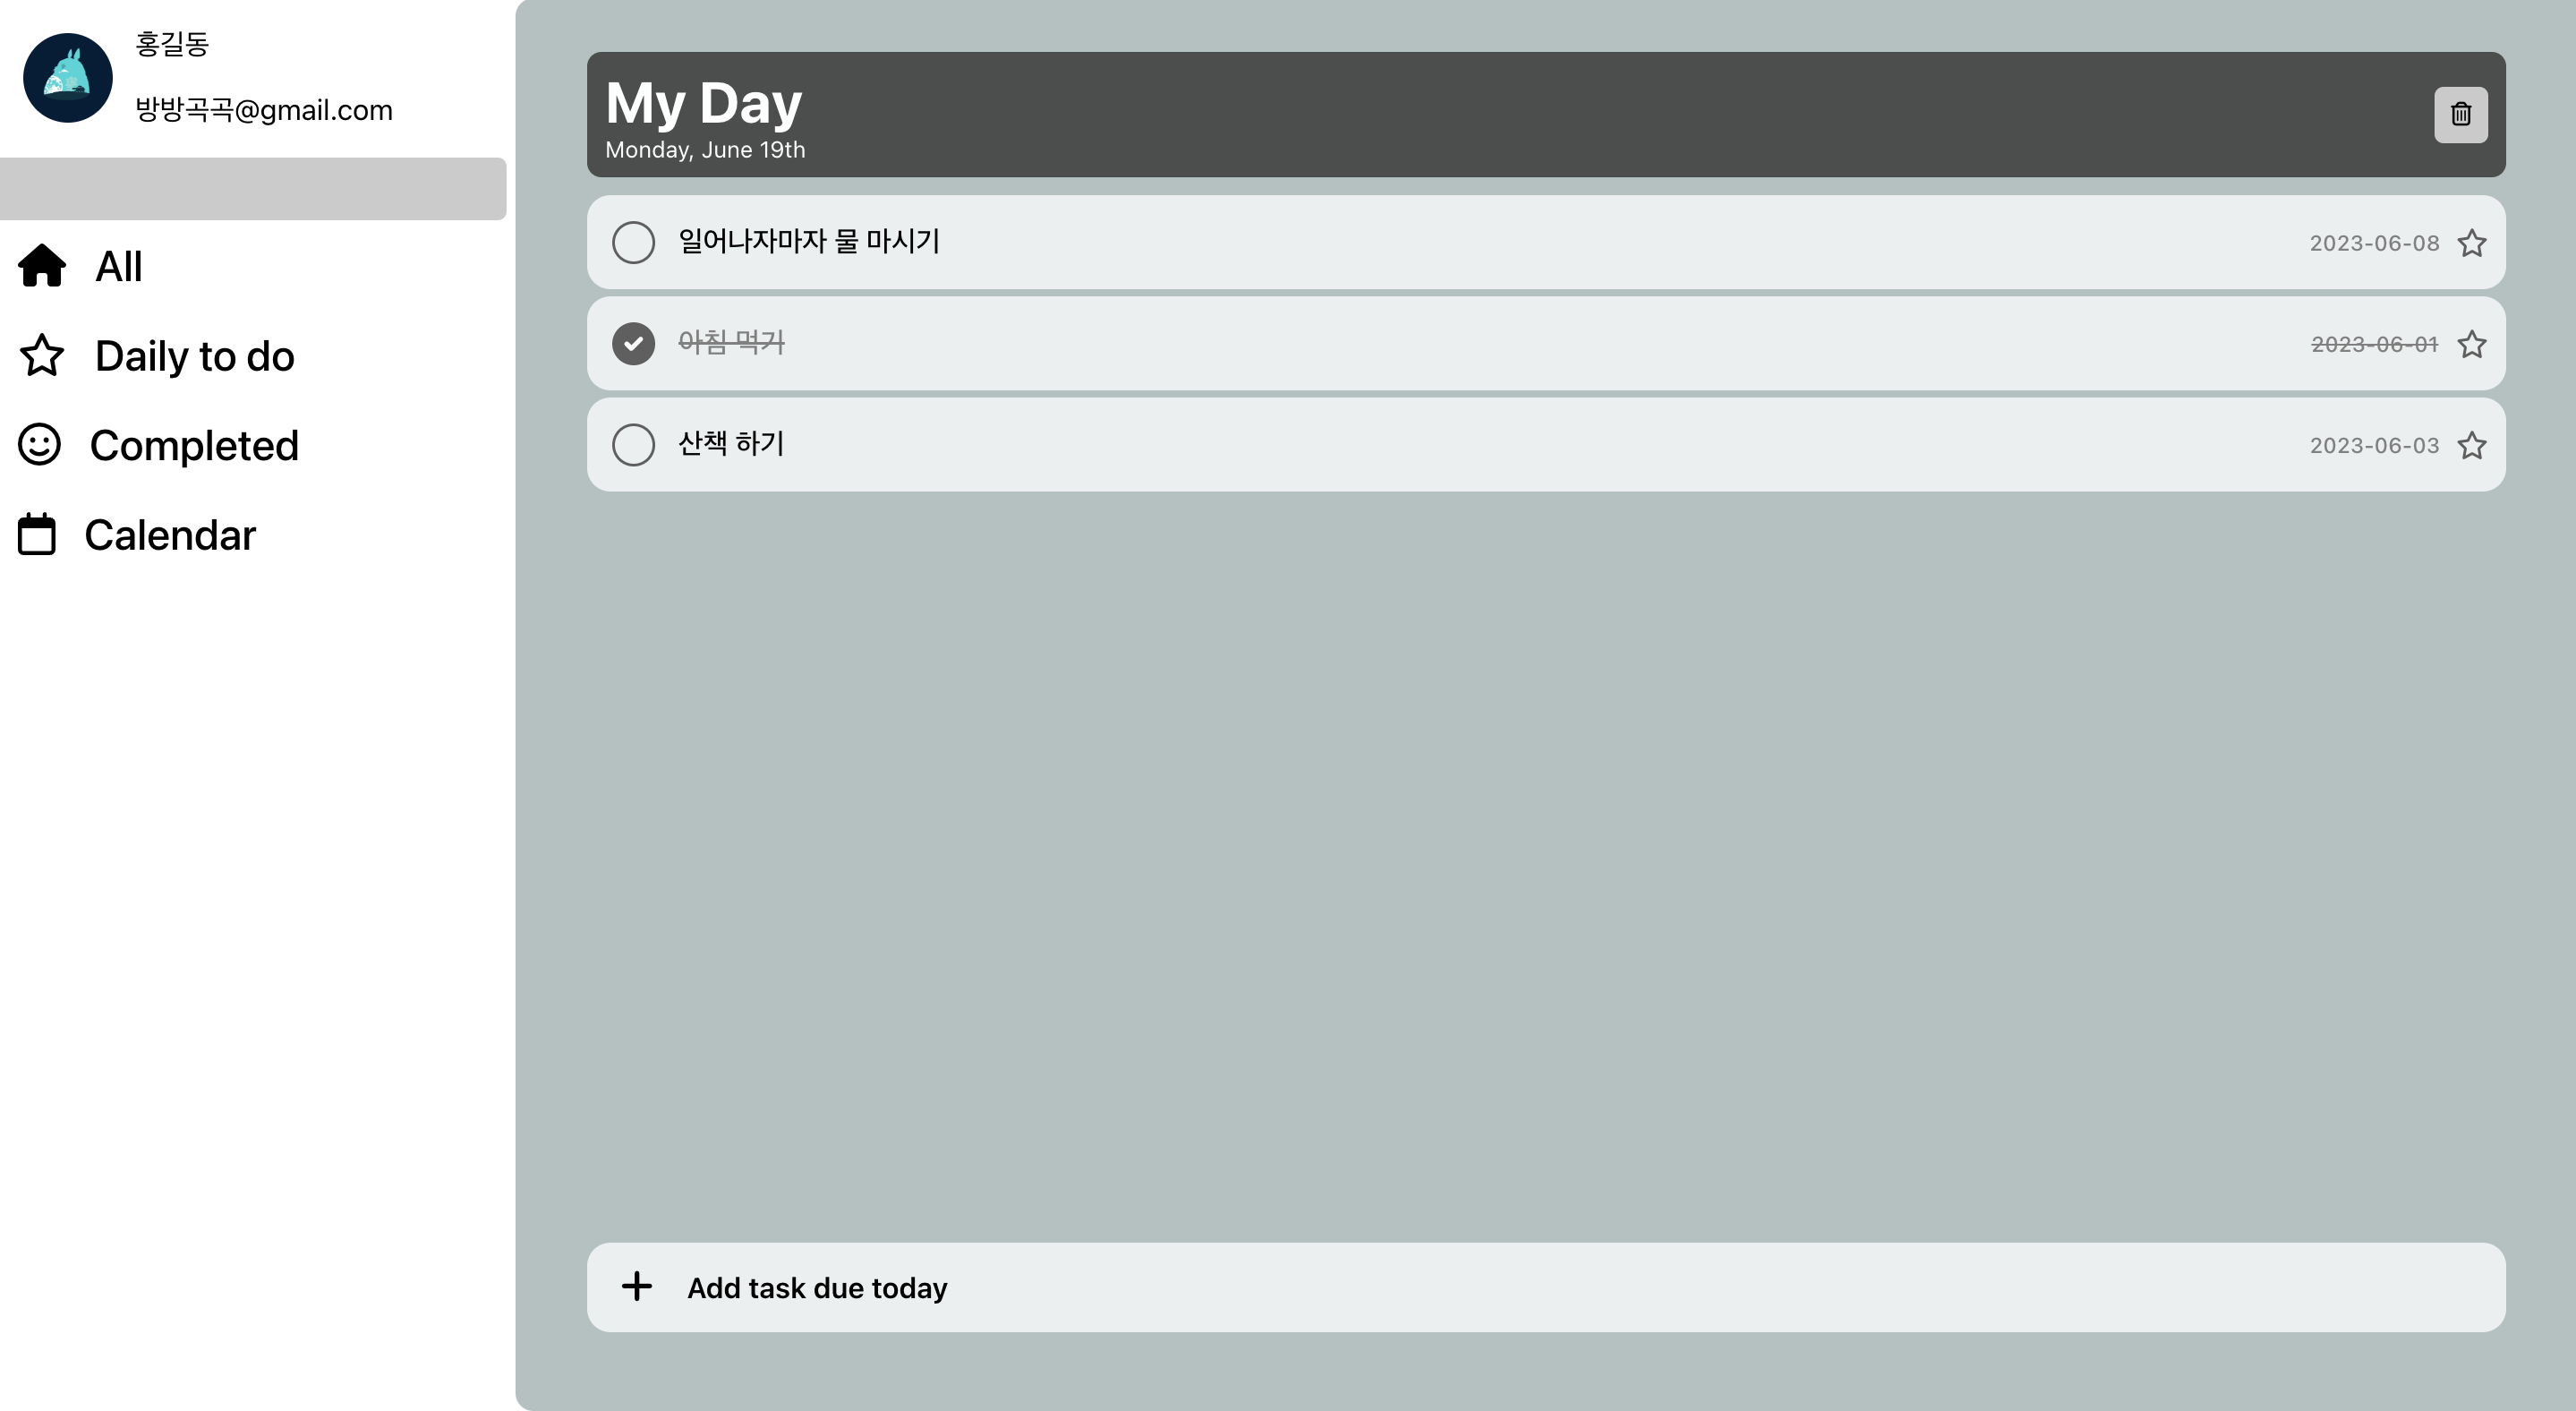 홍길동
방방곡곡@gmail.com
All
Daily to do
Completed
Calendar
My Day
Monday, June 19th
일어나자마자 물 마시기 2023-06-08
아침 먹기 2023-06-01
산책 하기 2023-06-03
Add task due today